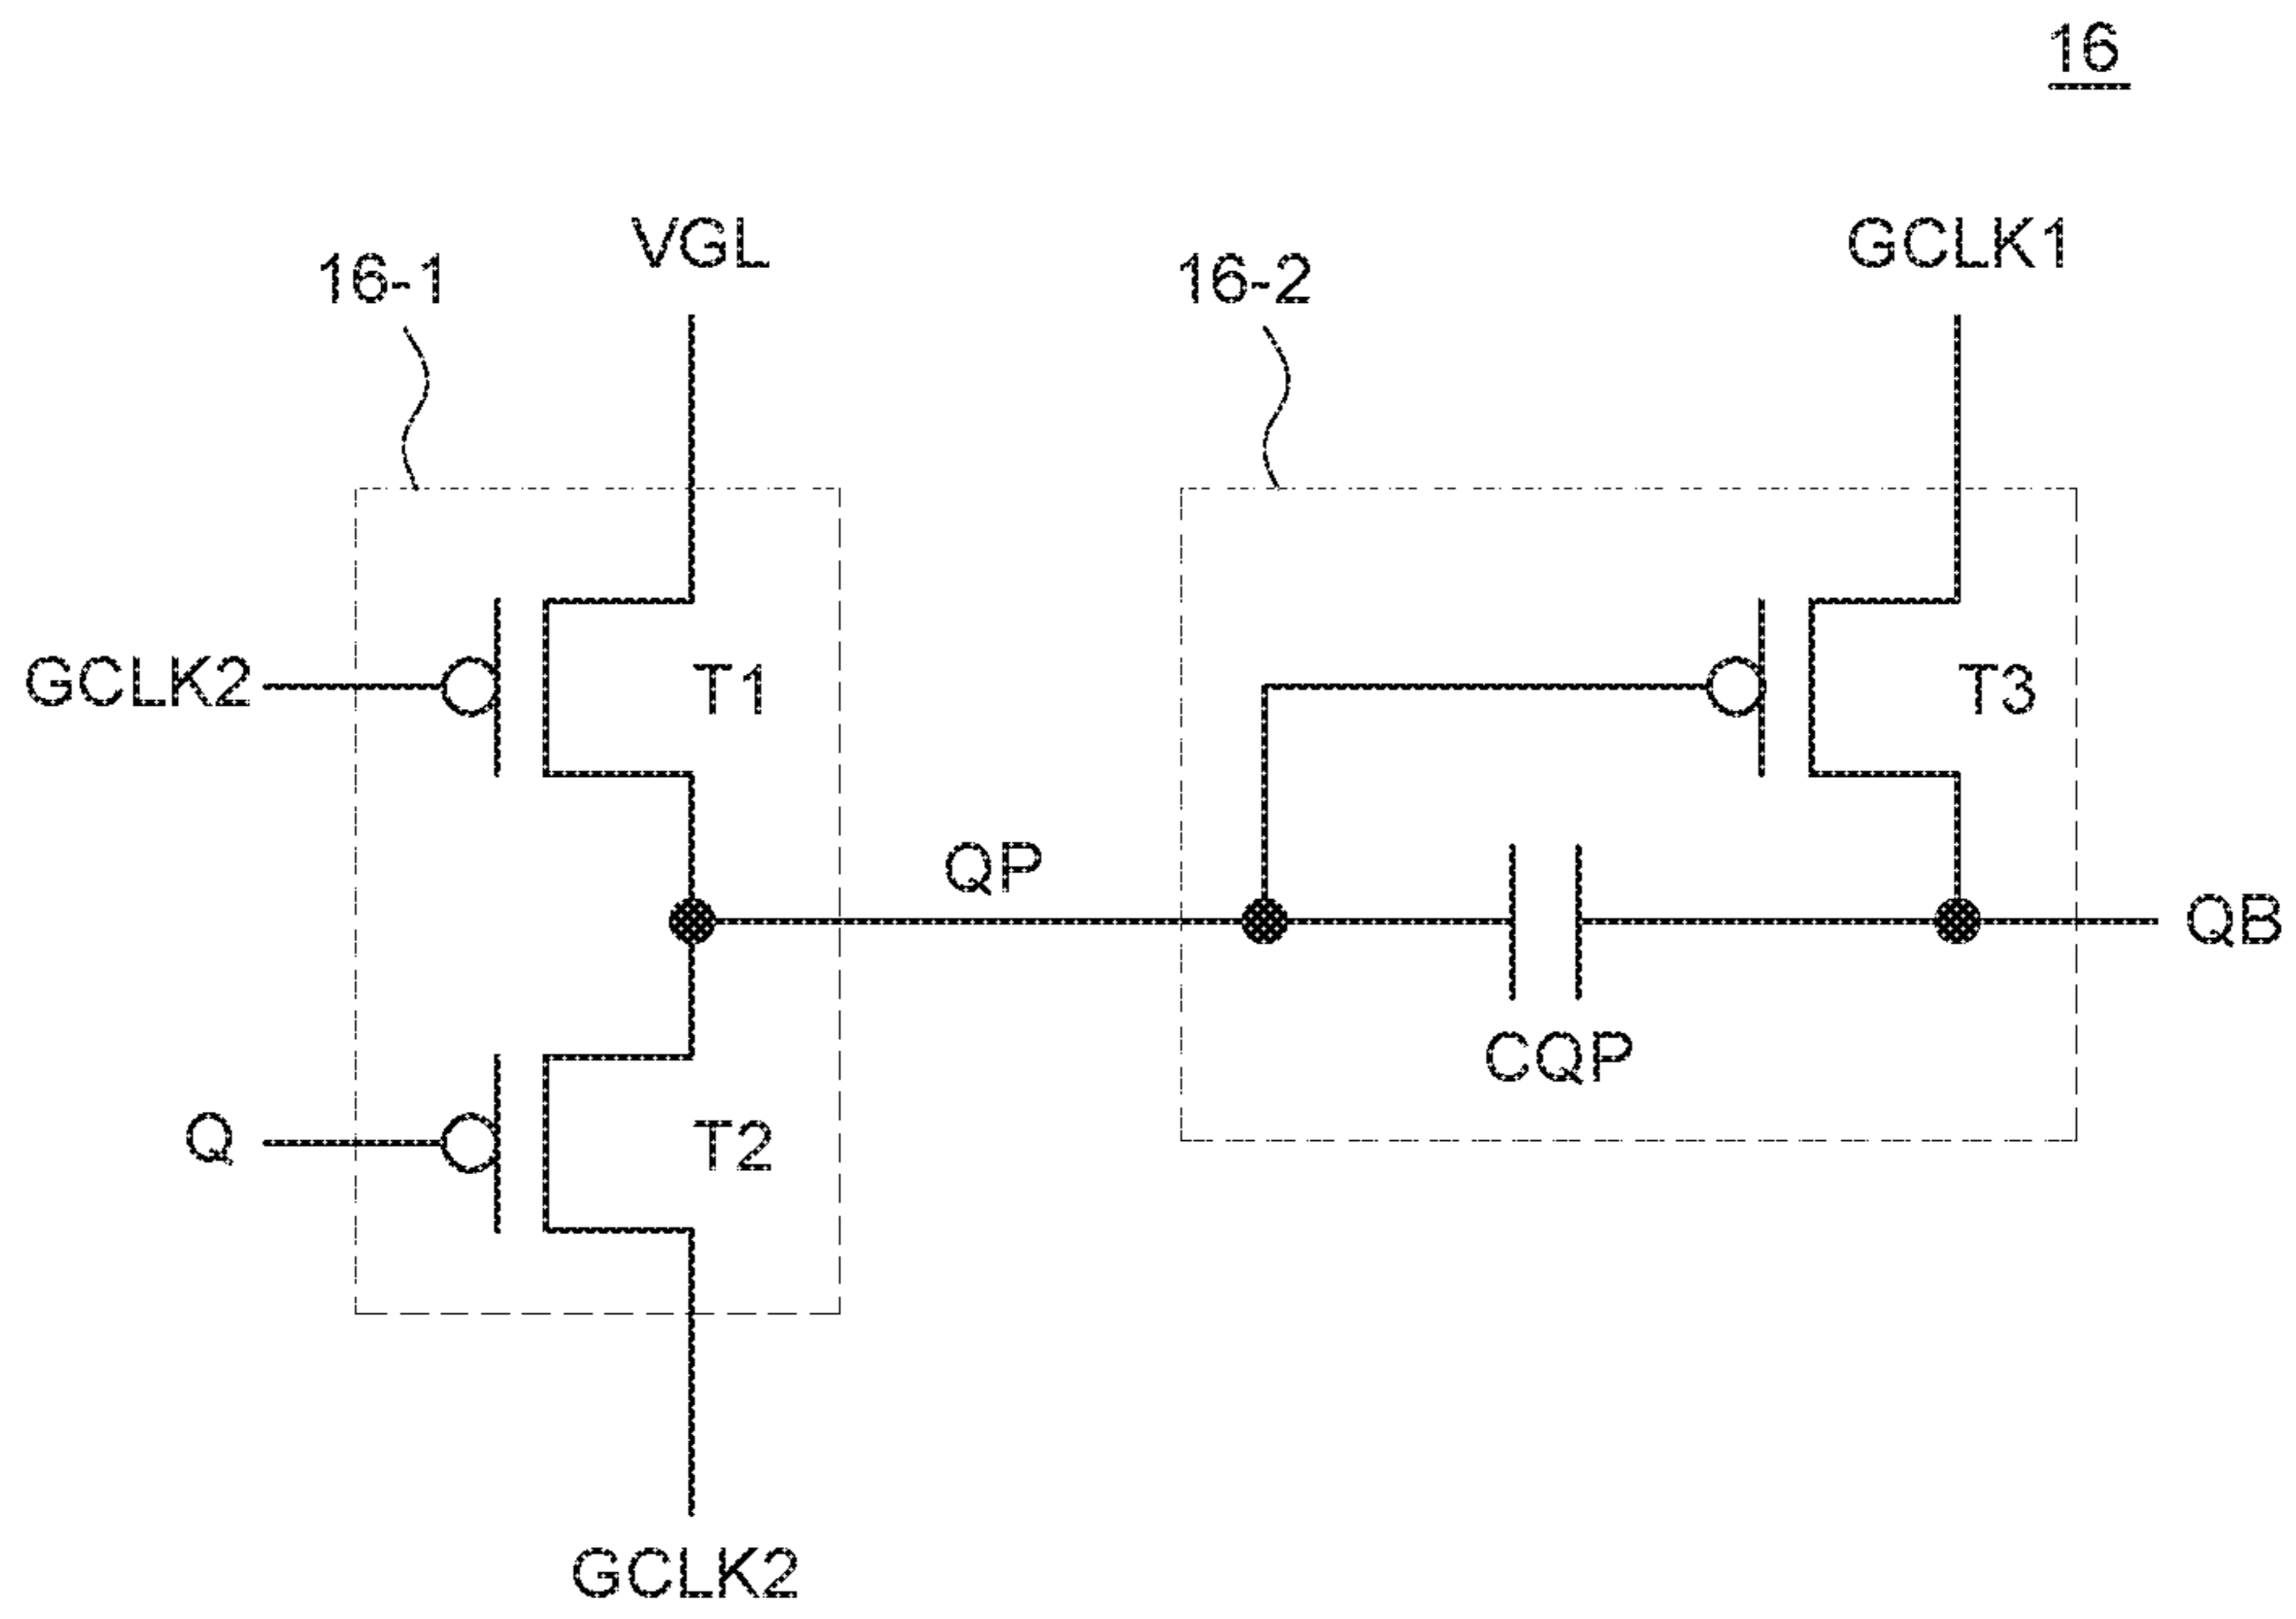 16
VGL
GCLK1
16-1
16-2
GCLK2
T1
T3
QP
QB
CQP
Q
T2
GCLK2